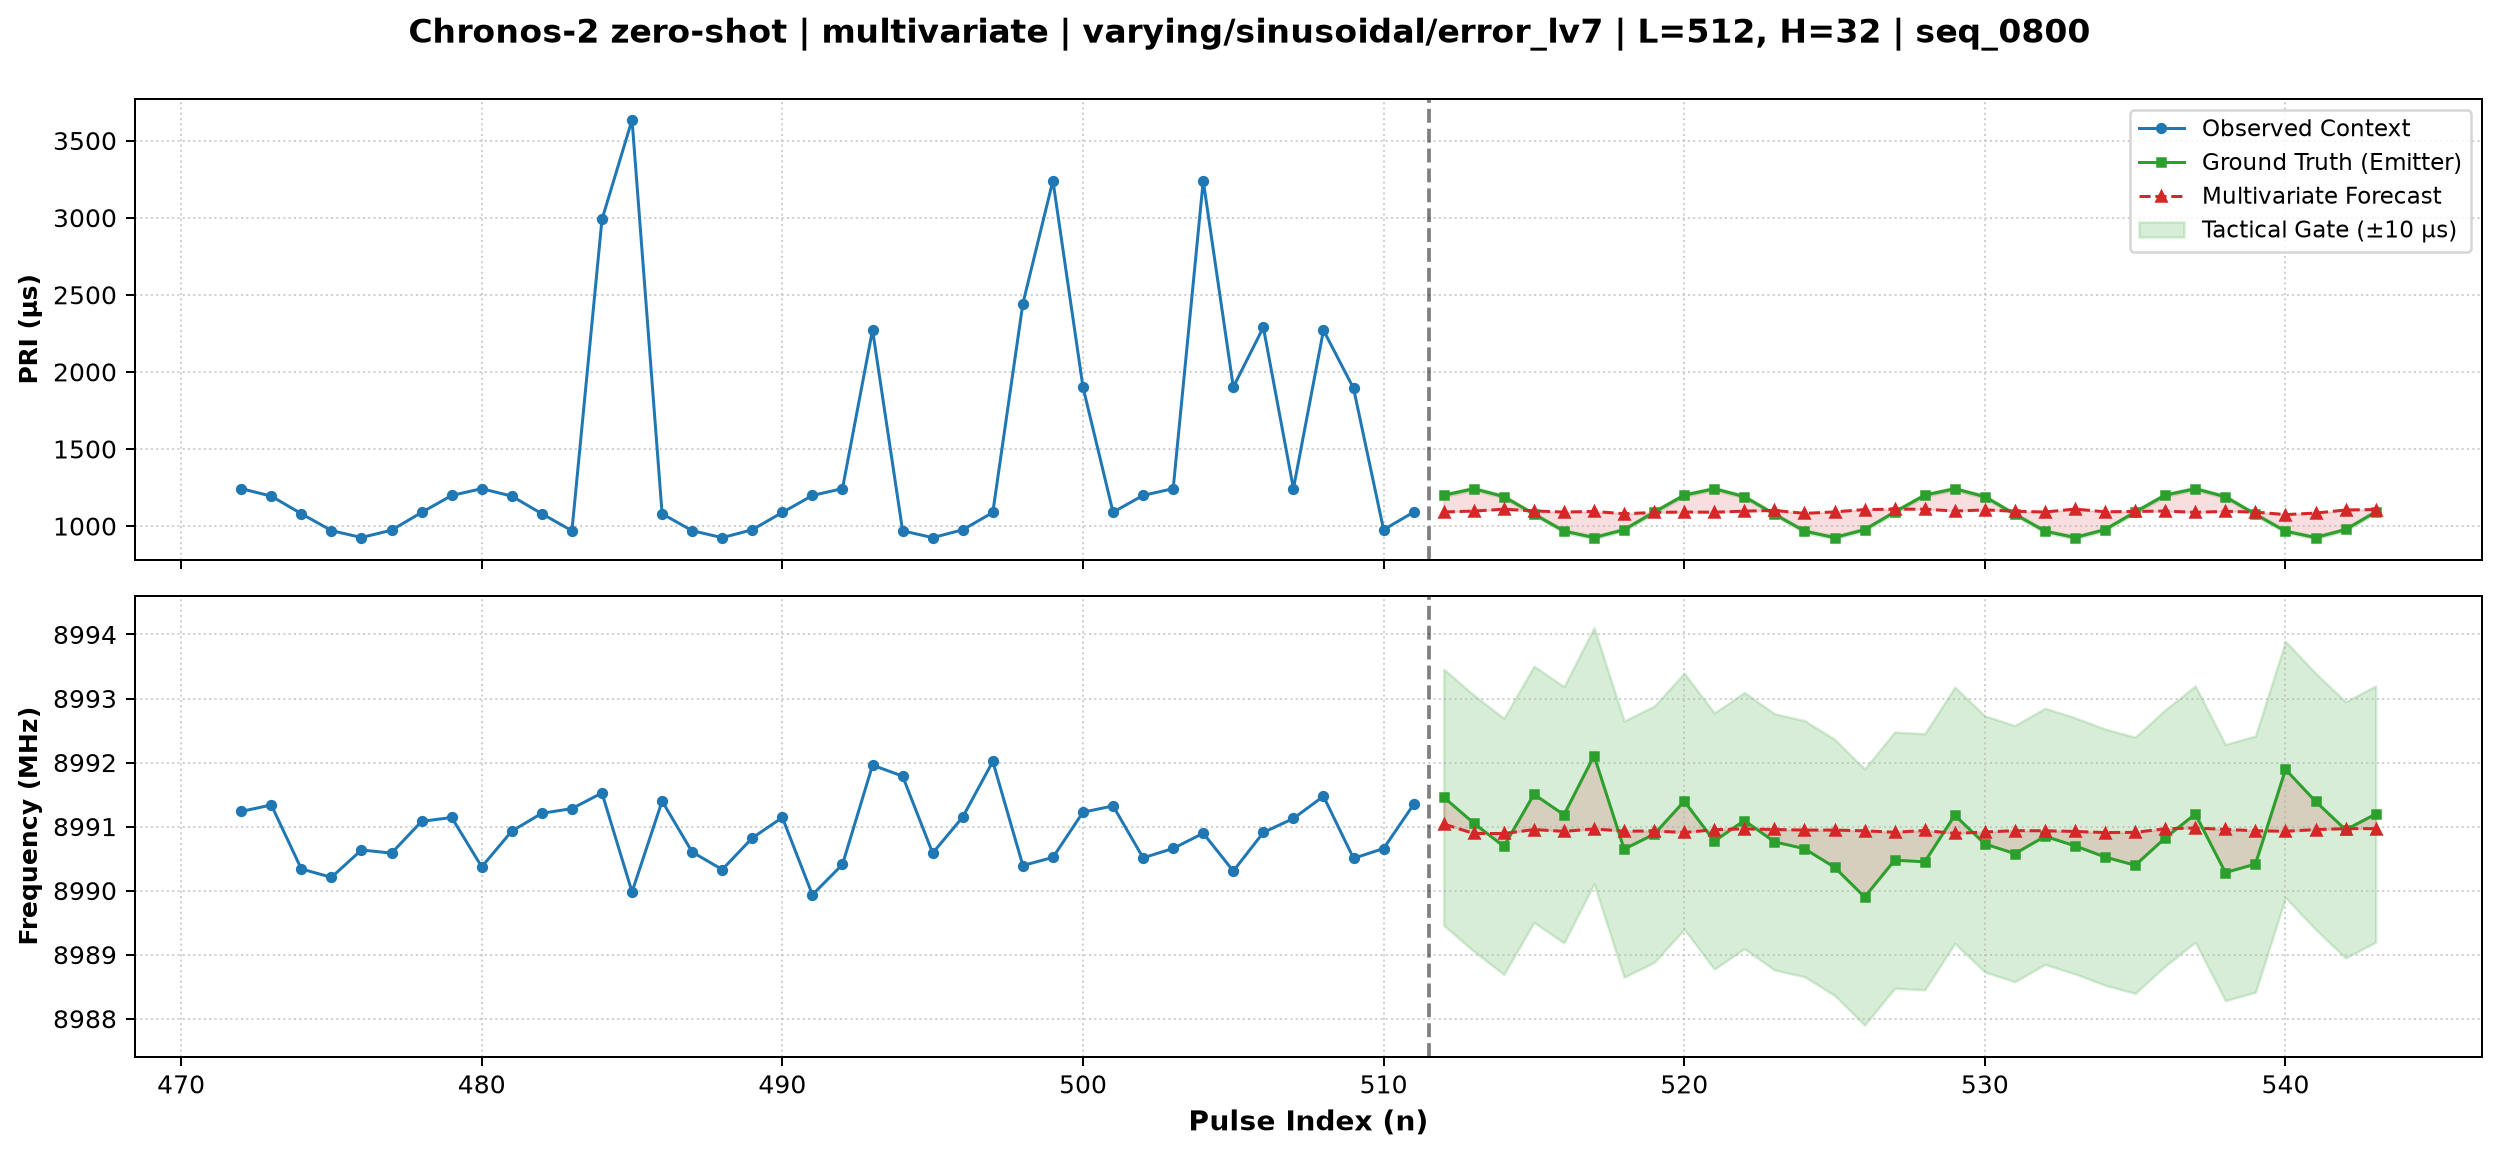 Chronos-2 zero-shot | multivariate | varying/sinusoidal/error_lv7 | L=512, H=32 | seq_0800
3500
3000
2500
2000
1500
1000
PRI (µs)
Observed Context
Ground Truth (Emitter)
Multivariate Forecast
Tactical Gate (±10 µs)
8994
8993
8992
8991
8990
8989
8988
Frequency (MHz)
470
480
490
500
510
520
530
540
Pulse Index (n)